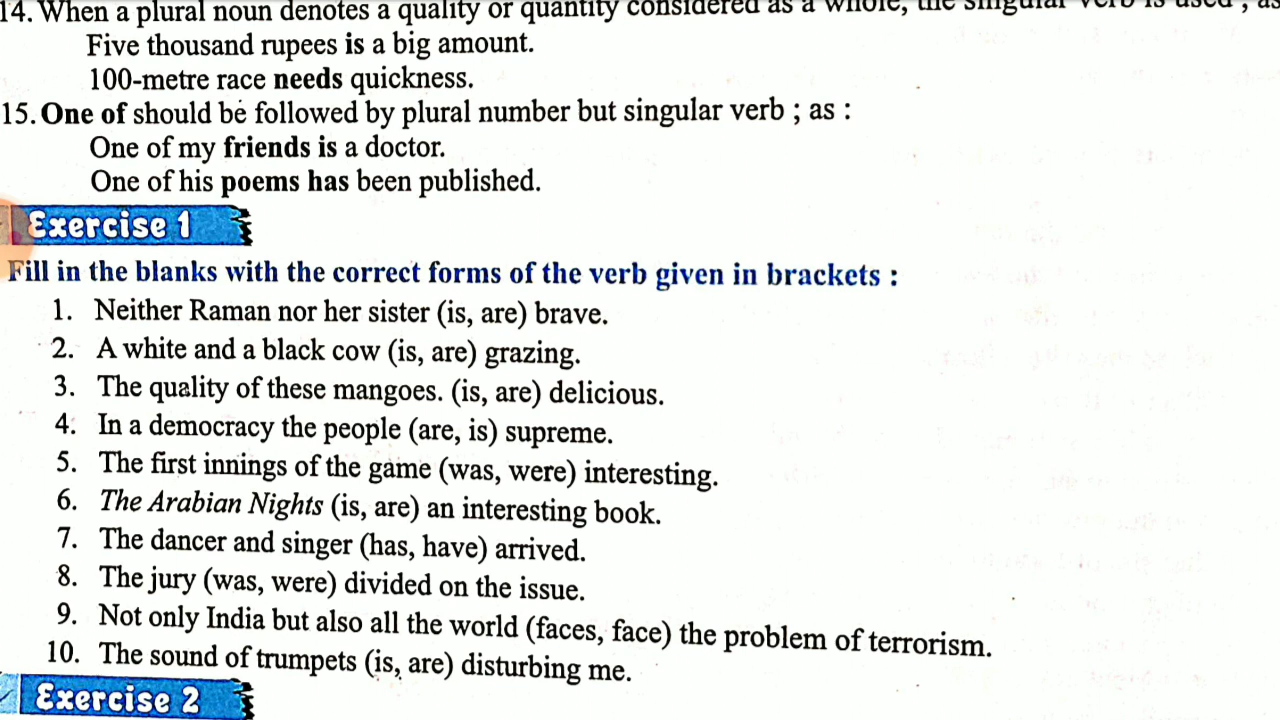 14. When a plural noun denotes a quality or quantity considered as a whole, the singular verb is used ; as
Five thousand rupees is a big amount.
100-metre race needs quickness.
15. One of should be followed by plural number but singular verb ; as :
One of my friends is a doctor.
One of his poems has been published.
Exercise 1
Fill in the blanks with the correct forms of the verb given in brackets :
1. Neither Raman nor her sister (is, are) brave.
2. A white and a black cow (is, are) grazing.
3. The quality of these mangoes. (is, are) delicious.
4. In a democracy the people (are, is) supreme.
5. The first innings of the game (was, were) interesting.
6. The Arabian Nights (is, are) an interesting book.
7. The dancer and singer (has, have) arrived.
8. The jury (was, were) divided on the issue.
9. Not only India but also all the world (faces, face) the problem of terrorism.
10. The sound of trumpets (is, are) disturbing me.
Exercise 2